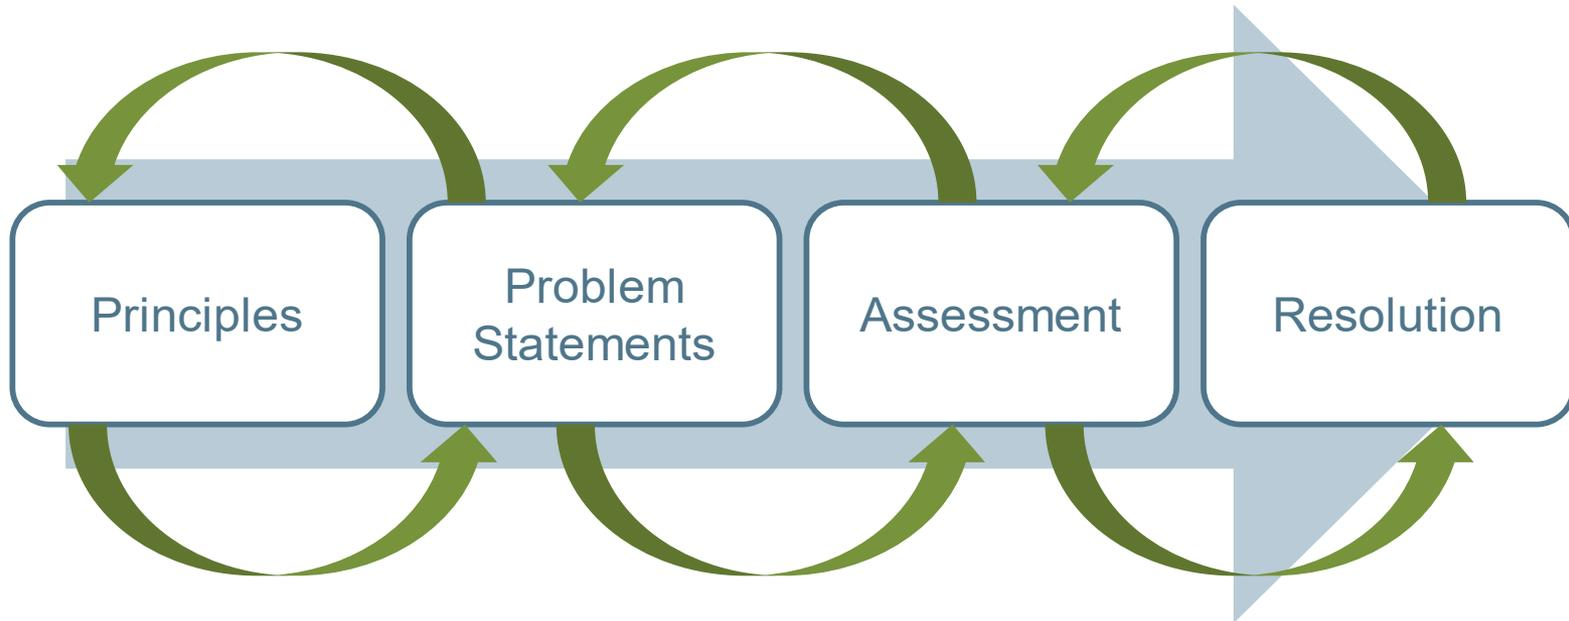 Principles
Problem
Statements
Assessment
Resolution